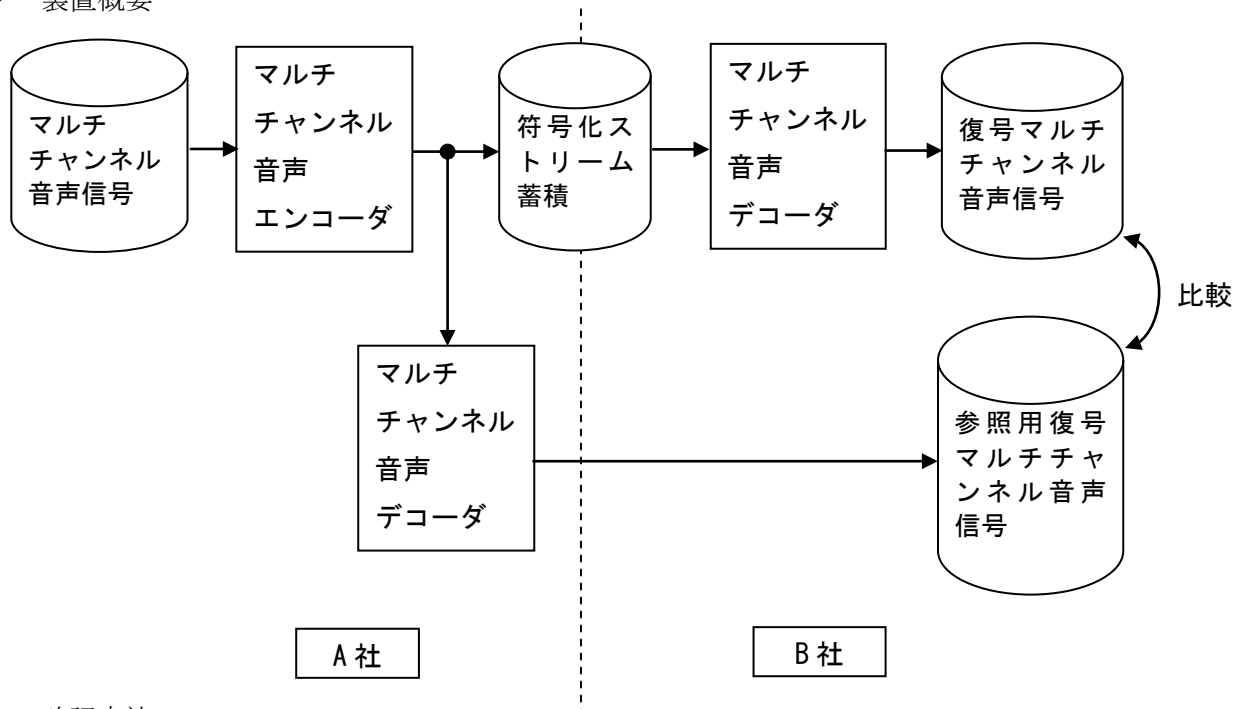 装置概要
マルチ
チャンネル
音声信号
マルチ
チャンネル
音声
エンコーダ
符号化ス
トリーム
蓄積
マルチ
チャンネル
音声
デコーダ
復号マルチ
チャンネル
音声信号
比較
マルチ
チャンネル
音声
デコーダ
参照用復号
マルチチャ
ンネル音声
信号
A社
B社